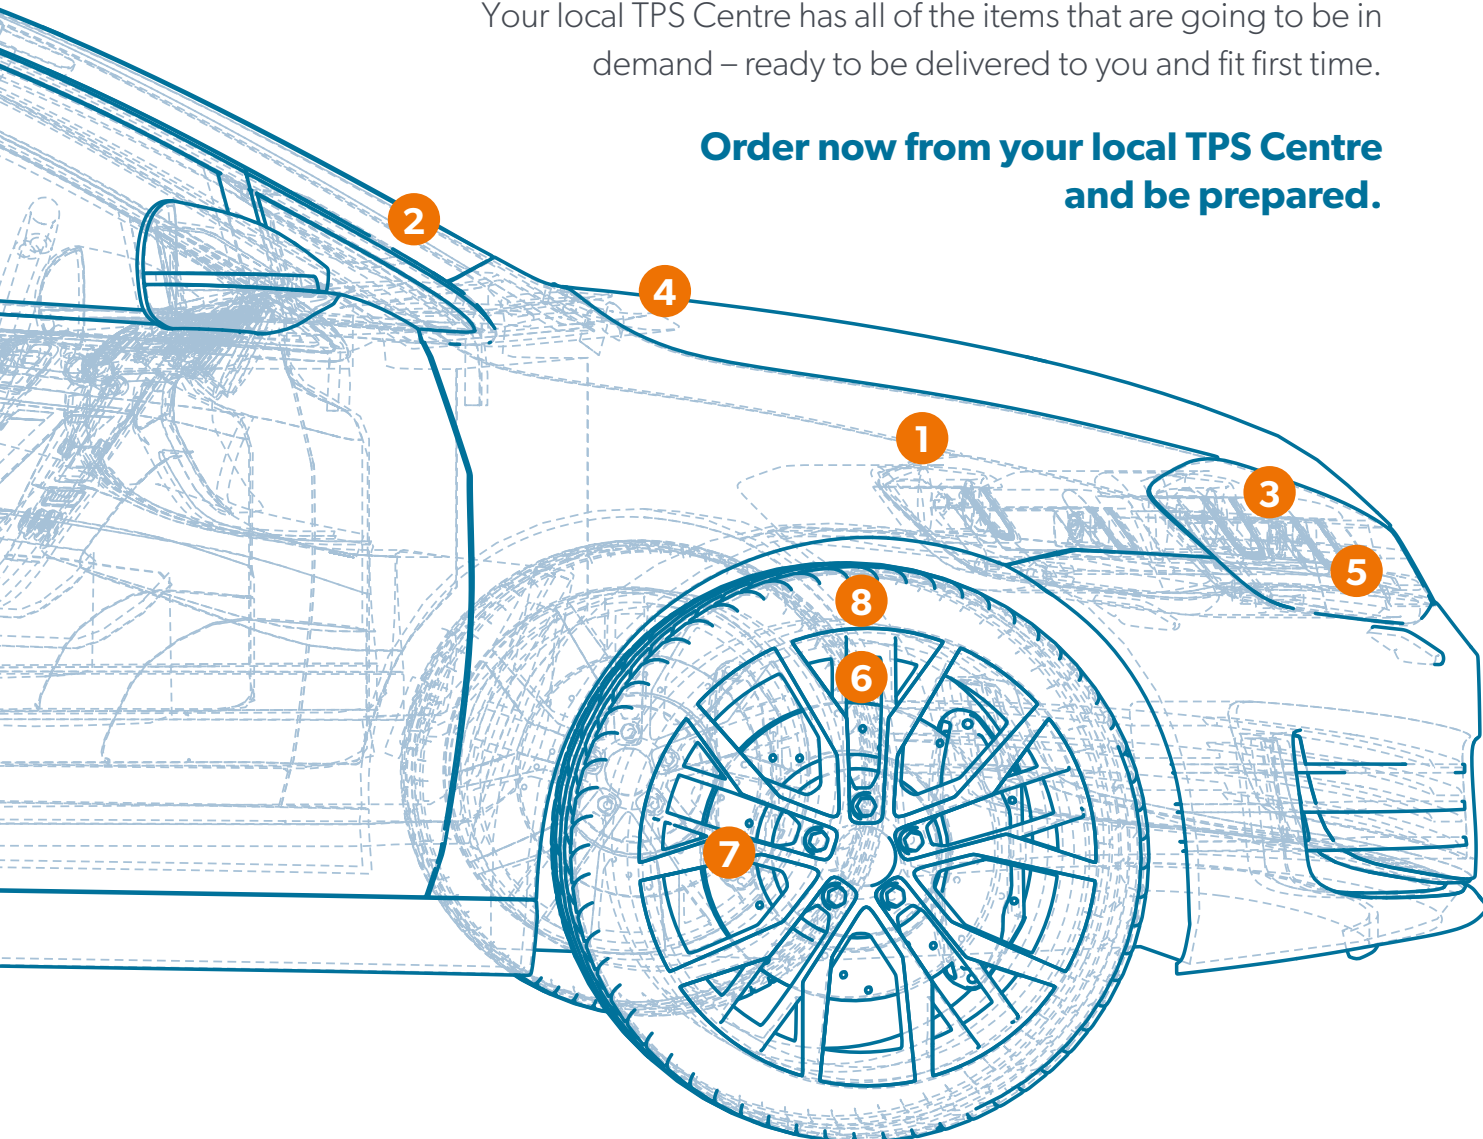 Your local TPS Centre has all of the items that are going to be in
demand – ready to be delivered to you and fit first time.
Order now from your local TPS Centre
and be prepared.
2
4
1
3
5
8
6
7